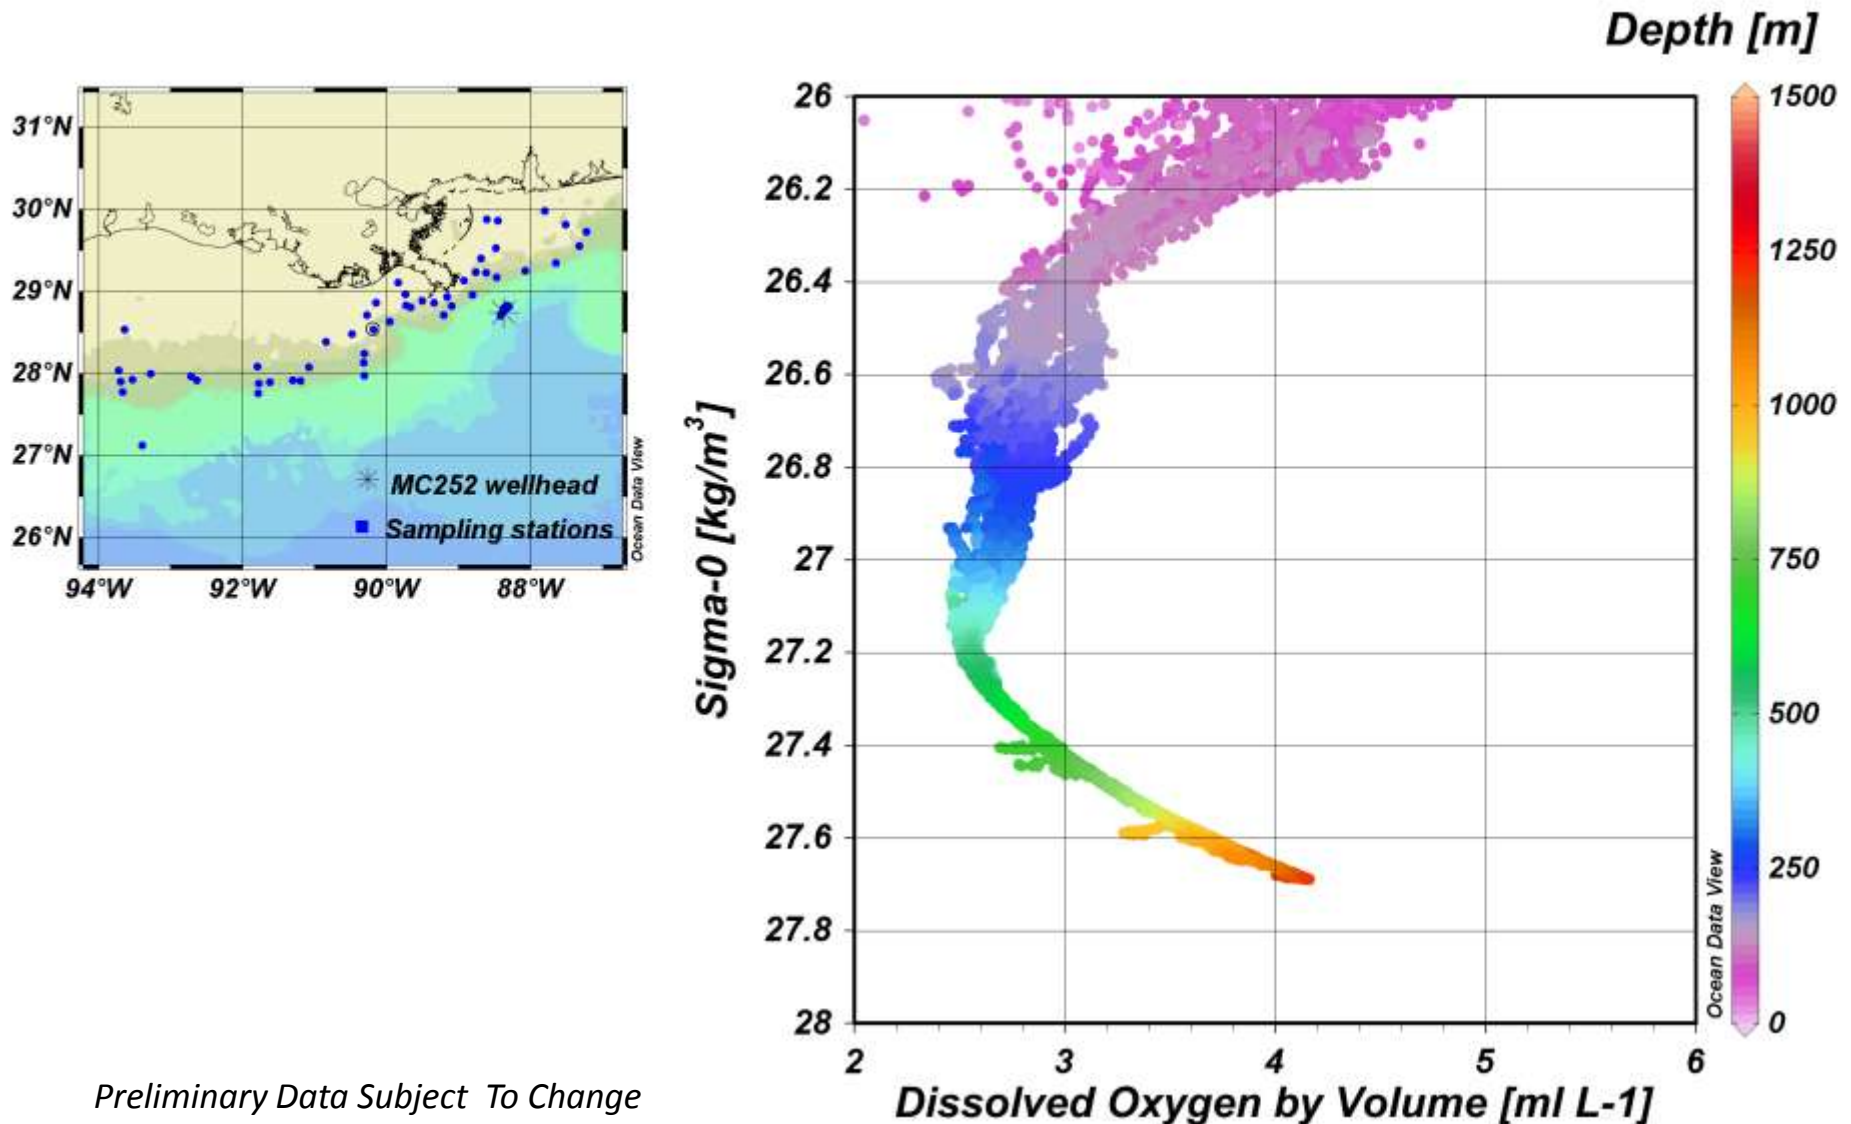 Depth [m]
31°N
30°N
29°N
28°N
27°N
26°N
94°W
92°W
90°W
88°W
MC252 wellhead
Sampling stations
Ocean Data View
Sigma-0 [kg/m³]
26
26.2
26.4
26.6
26.8
27
27.2
27.4
27.6
27.8
28
2
3
4
5
6
Dissolved Oxygen by Volume [ml L-1]
Ocean Data View
1500
1250
1000
750
500
250
0
Preliminary Data Subject To Change